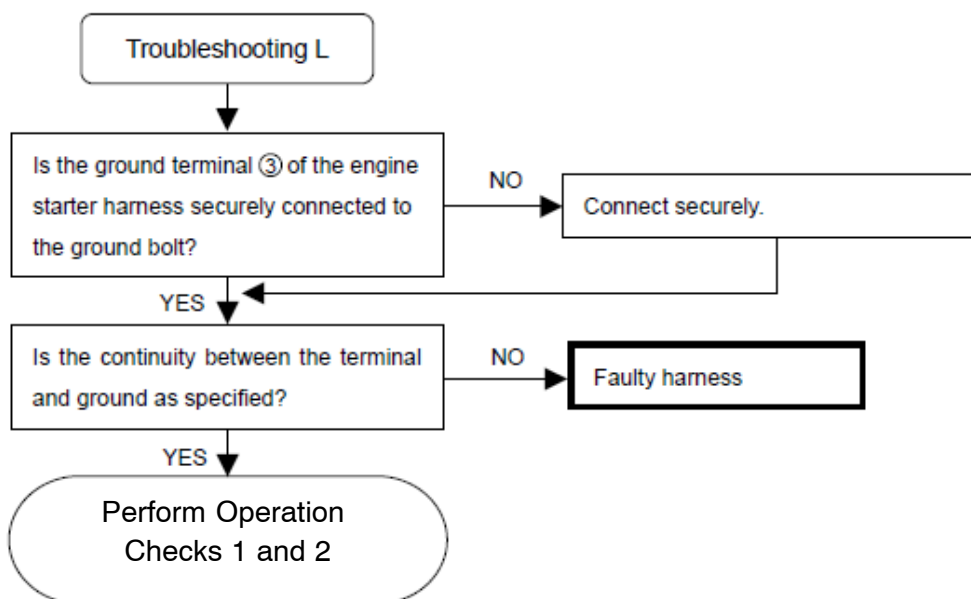 Troubleshooting L
Is the ground terminal ③ of the engine
starter harness securely connected to
the ground bolt?
NO
Connect securely.
YES
Is the continuity between the terminal
and ground as specified?
NO
Faulty harness
YES
Perform Operation
Checks 1 and 2